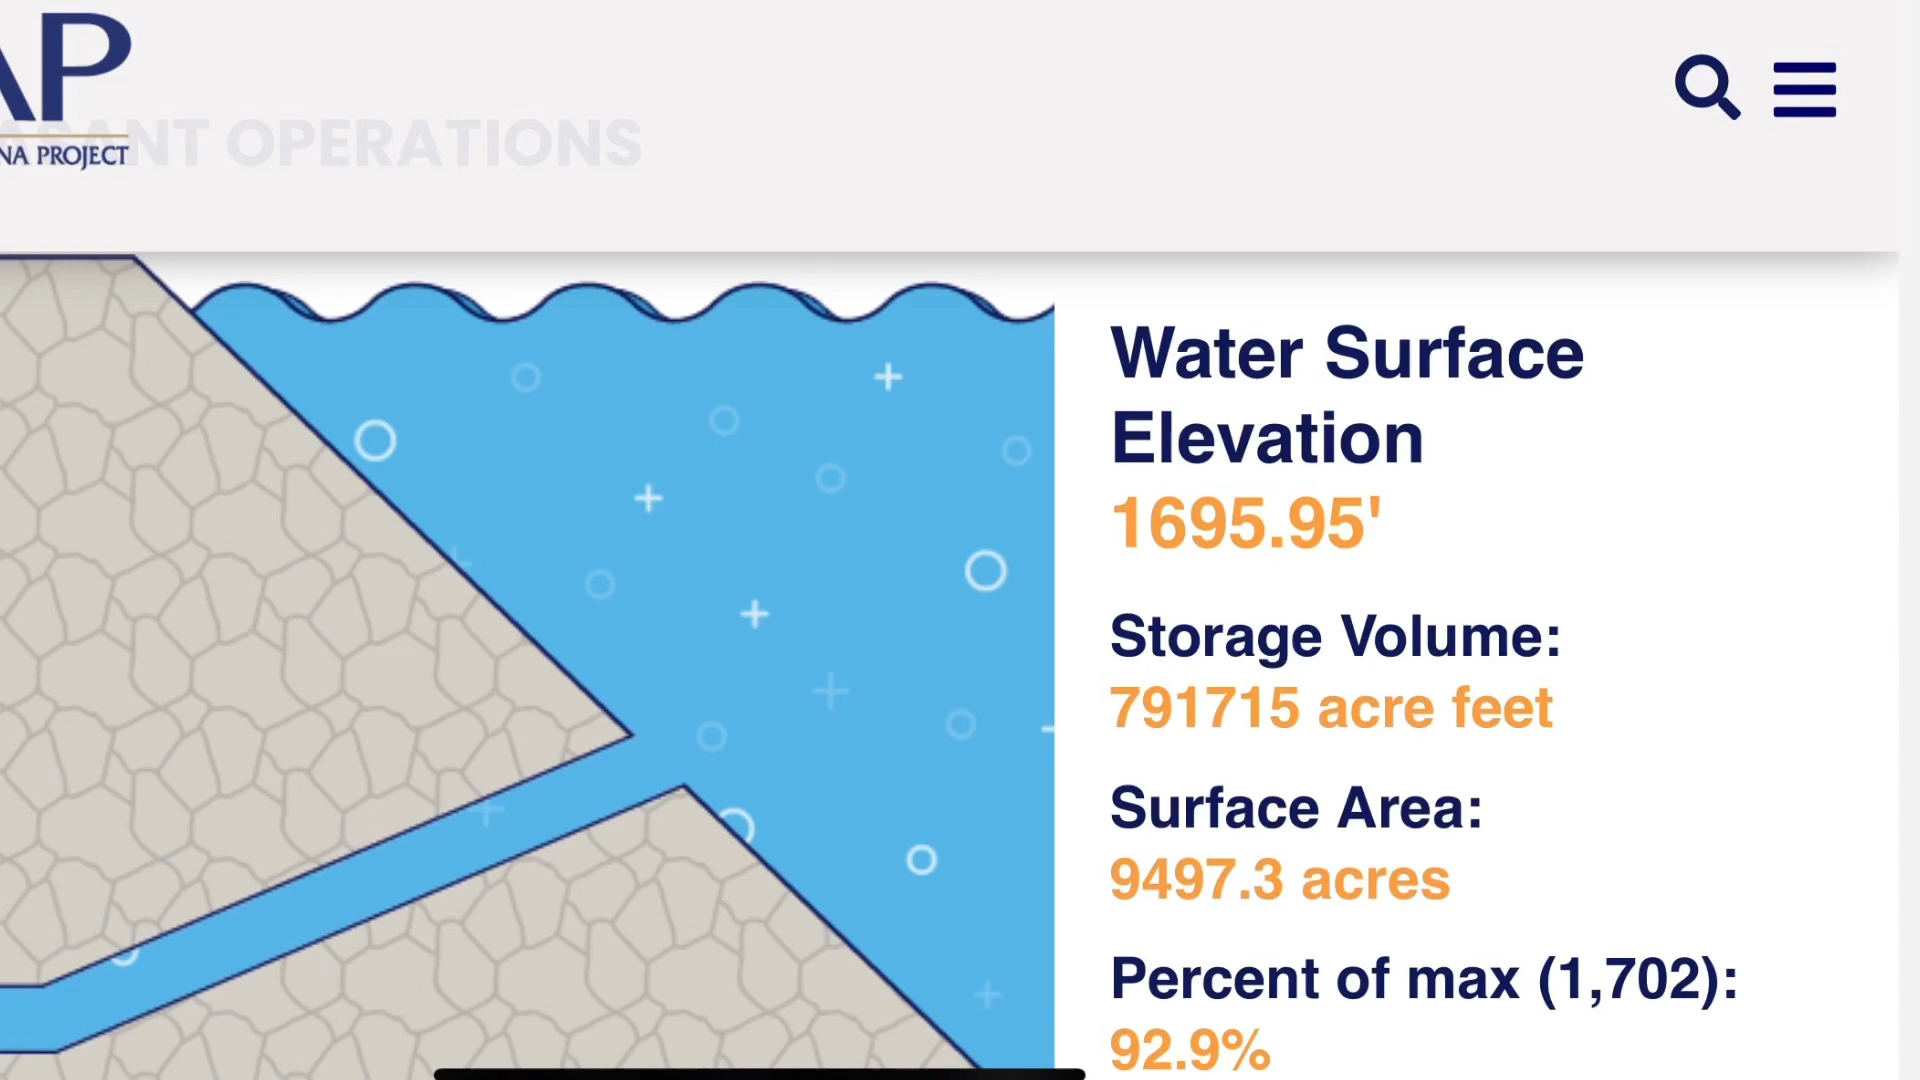 AP
NA PROJECT
ANT OPERATIONS
Water Surface
Elevation
1695.95'
Storage Volume:
791715 acre feet
Surface Area:
9497.3 acres
Percent of max (1,702):
92.9%